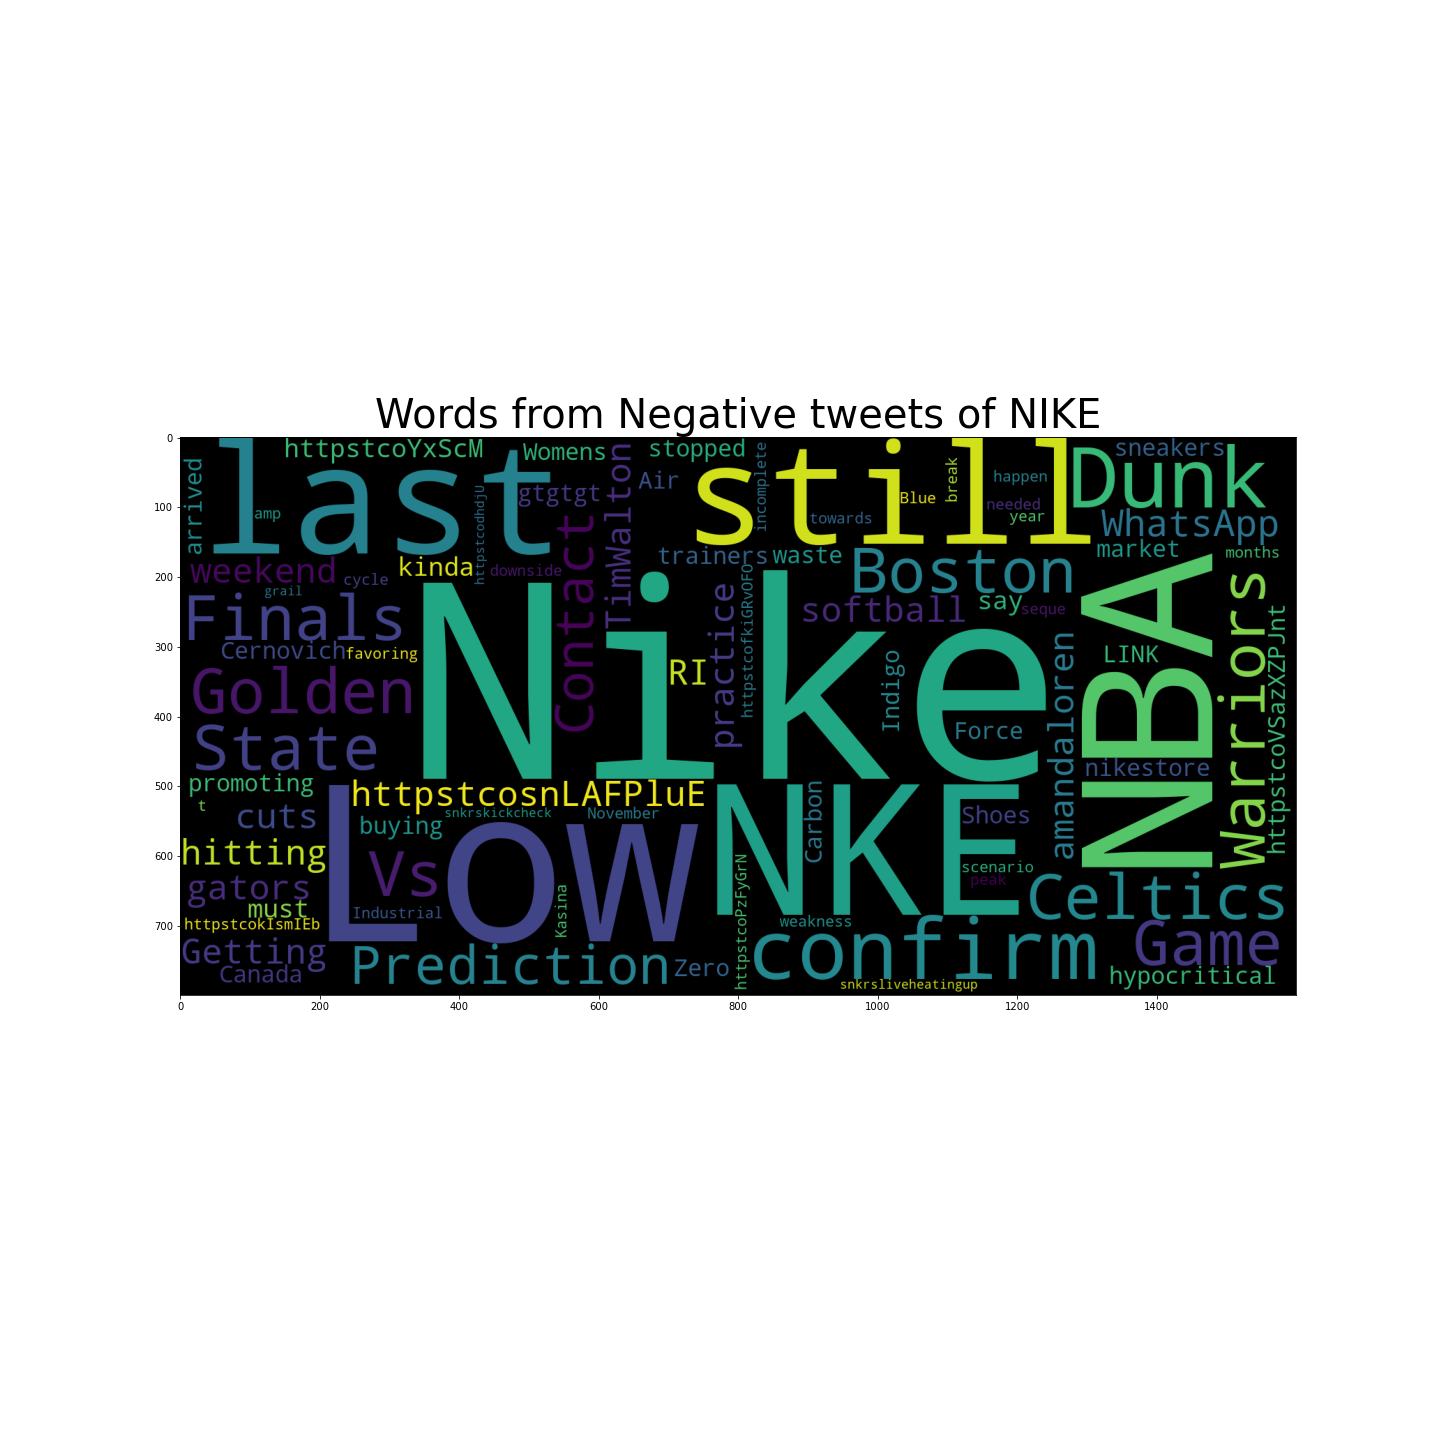 Words from Negative tweets of NIKE
0
100
200
300
400
500
600
700
0
200
400
600
800
1000
1200
1400
last
still
Dunk
httpstcoYxScM
Womens
stopped
sneakers
arrived
amp
httpstcodhdjU
gtgtgt
TimWalton
Air
incomplete
Blue
break
happen
needed
year
towards
WhatsApp
market
months
weekend
cycle
kinda
downside
Contact
trainers
waste
Boston
grail
Finals
Cernovich
favoring
Nike
RI
practice
httpstcofkiGRvOFO
softball
say
seque
Indigo
Force
amandaloren
NBA
LINK
Warriors
httpstcoVSazXZPJnt
Golden
State
nikestore
promoting
t
cuts
httpstcosnLAFPluE
snkrskickcheck
November
buying
Low
Vs
NKE
Carbon
Shoes
hitting
gators
must
Industrial
Kasina
httpstcoPzFyGrN
scenario
peak
weakness
Celtics
httpstcokIsmIEb
Getting
Canada
Prediction
Zero
confirm
snkrsliveheatingup
Game
hypocritical